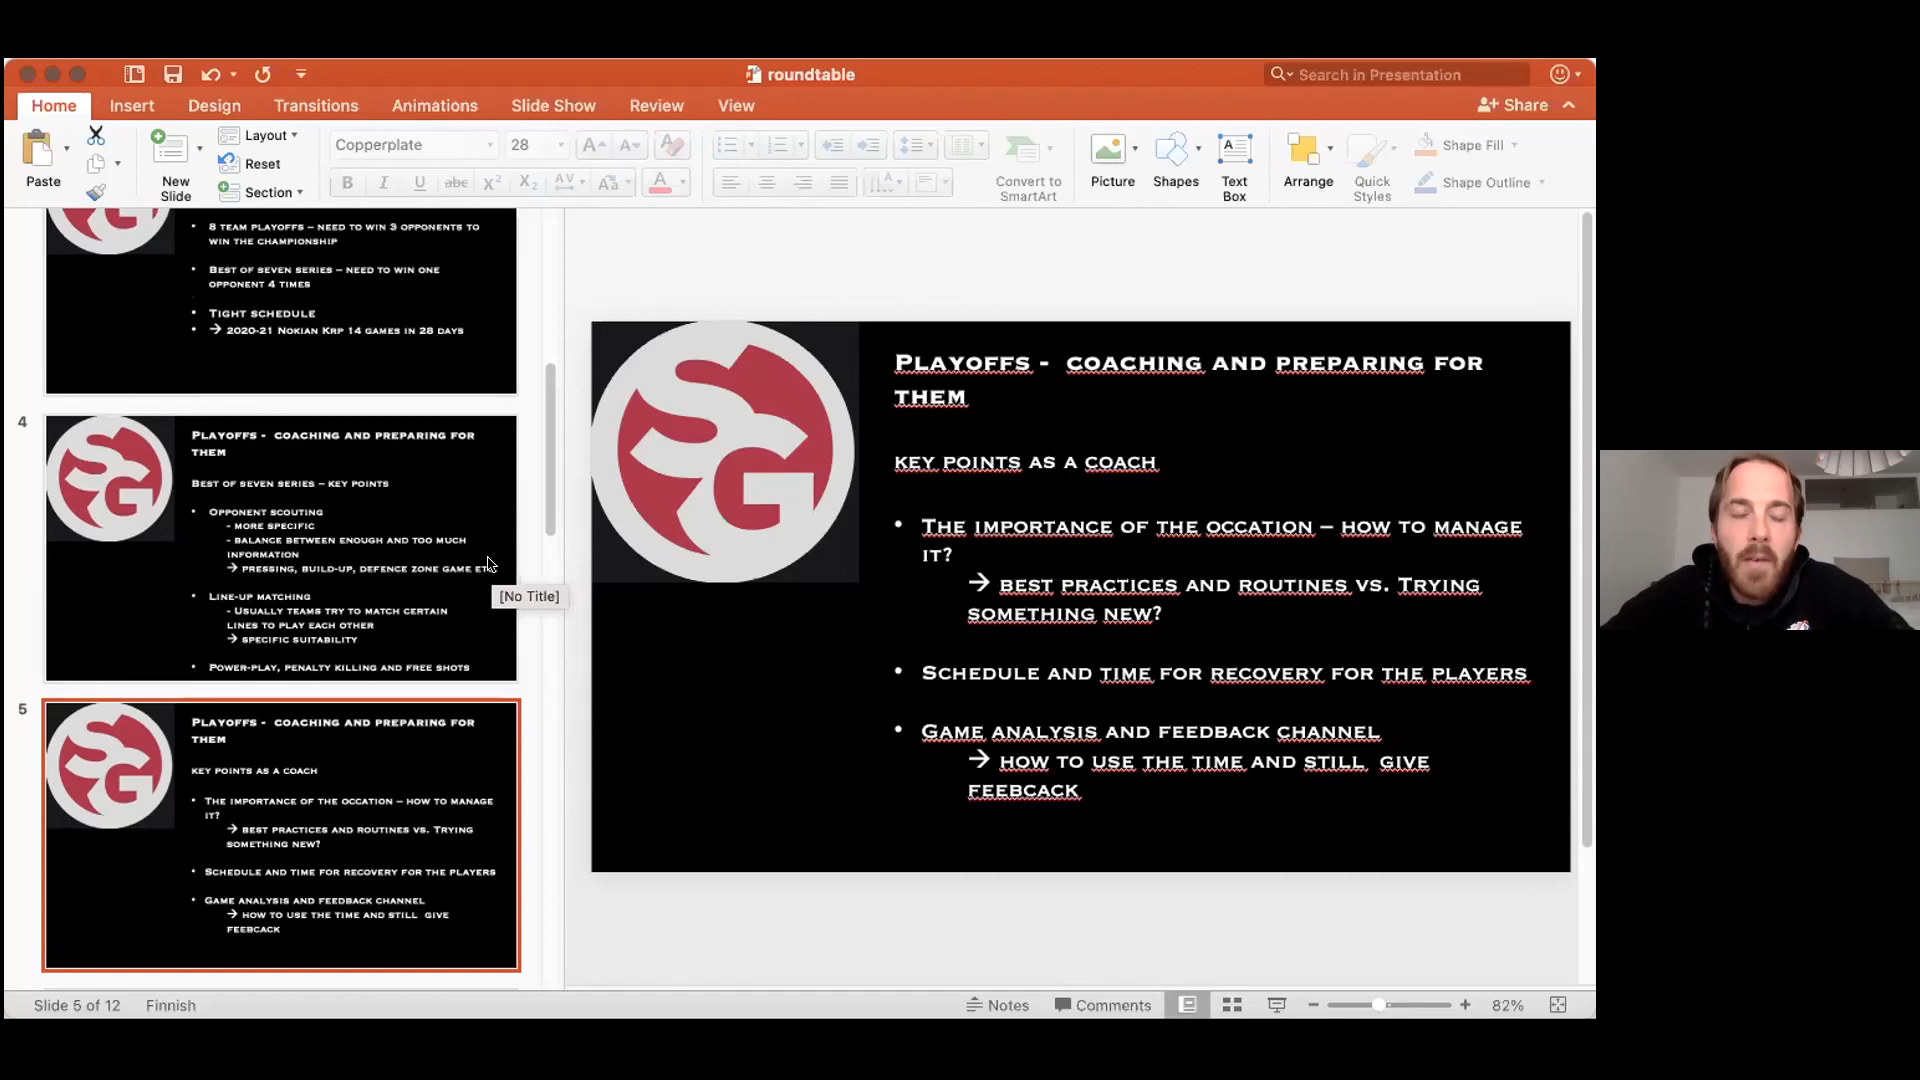 roundtable
Search in Presentation
Home Insert Design Transitions Animations Slide Show Review View Share
Paste
New
Slide
Layout
Reset
Section
Copperplate 28
Convert to
SmartArt
Picture
Shapes
Text
Box
Arrange
Quick
Styles
Shape Fill
Shape Outline
• 8 team playoffs – need to win 3 opponents to
win the championship
• Best of seven series – need to win one
opponent 4 times
• Tight schedule
• → 2020-21 Nokian Krp 14 games in 28 days
4
SG
Playoffs - coaching and preparing for
them
Best of seven series – key points
• Opponent scouting
- more specific
- balance between enough and too much
information
→ pressing, build-up, defence zone game et
• Line-up matching
- Usually teams try to match certain
lines to play each other
→ specific suitability
• Power-play, penalty killing and free shots
[No Title]
5
SG
Playoffs - coaching and preparing for
them
key points as a coach
• The importance of the occation – how to manage
it?
→ best practices and routines vs. Trying
something new?
• Schedule and time for recovery for the players
• Game analysis and feedback channel
→ how to use the time and still give
feebcack
SG
Playoffs - coaching and preparing for
them
key points as a coach
• The importance of the occation – how to manage
it?
→ best practices and routines vs. Trying
something new?
• Schedule and time for recovery for the players
• Game analysis and feedback channel
→ how to use the time and still give
feebcack
Slide 5 of 12 Finnish Notes Comments 82%